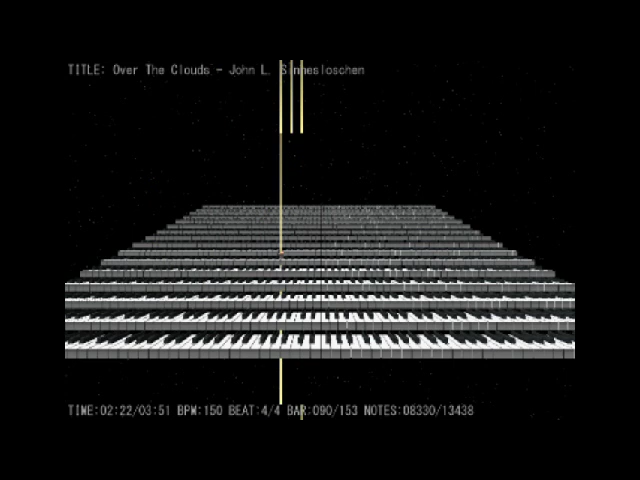 TITLE: Over The Clouds - John L. Sinnesloschen
TIME:02:22/03:51 BPM:150 BEAT:4/4 BAR:090/153 NOTES:08330/13438